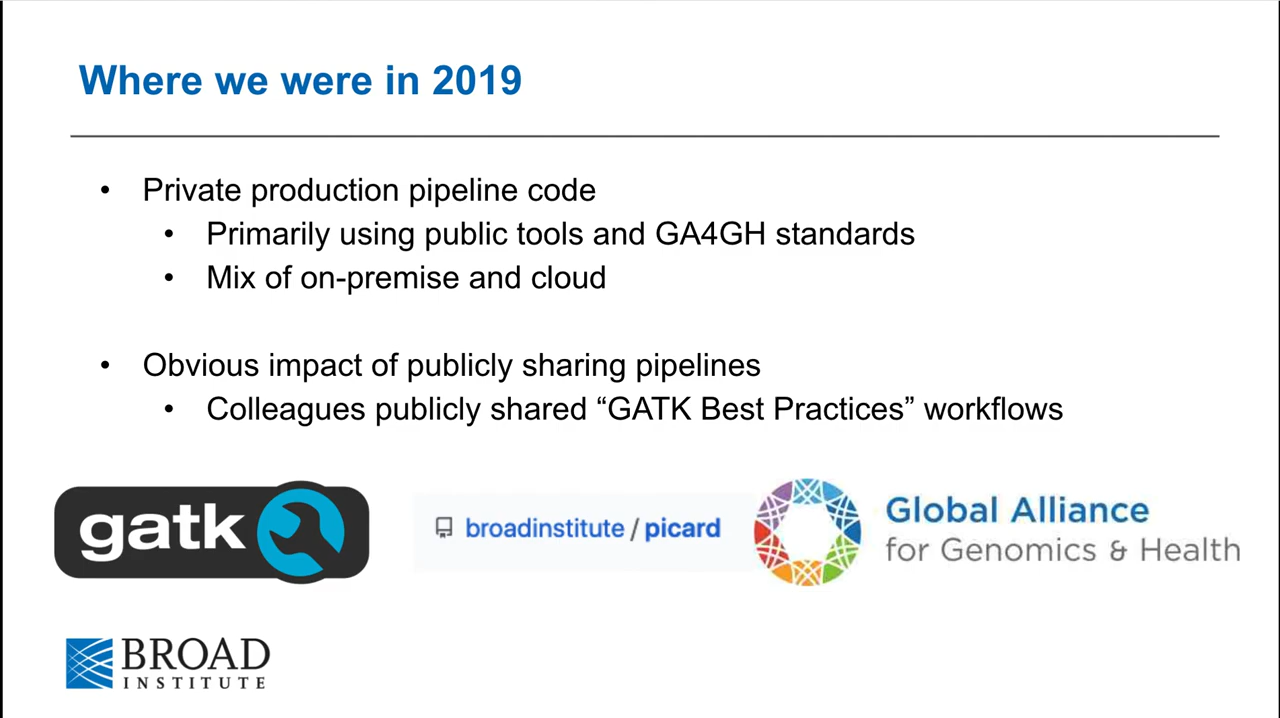 Where we were in 2019
• Private production pipeline code
• Primarily using public tools and GA4GH standards
• Mix of on-premise and cloud
• Obvious impact of publicly sharing pipelines
• Colleagues publicly shared “GATK Best Practices” workflows
gatk
broadinstitute / picard
Global Alliance
for Genomics & Health
BROAD
INSTITUTE